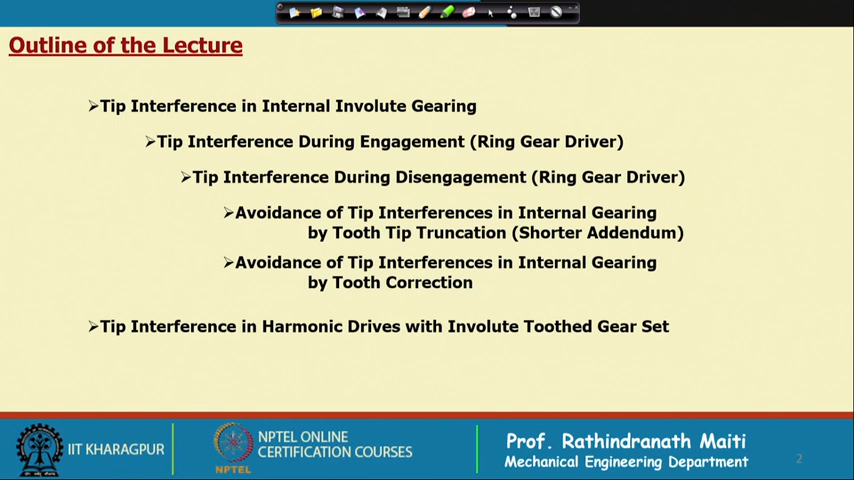 Outline of the Lecture
➢Tip Interference in Internal Involute Gearing
➢Tip Interference During Engagement (Ring Gear Driver)
➢Tip Interference During Disengagement (Ring Gear Driver)
➢Avoidance of Tip Interferences in Internal Gearing
by Tooth Tip Truncation (Shorter Addendum)
➢Avoidance of Tip Interferences in Internal Gearing
by Tooth Correction
➢Tip Interference in Harmonic Drives with Involute Toothed Gear Set
IIT KHARAGPUR
NPTEL
NPTEL ONLINE
CERTIFICATION COURSES
Prof. Rathindranath Maiti
Mechanical Engineering Department
2